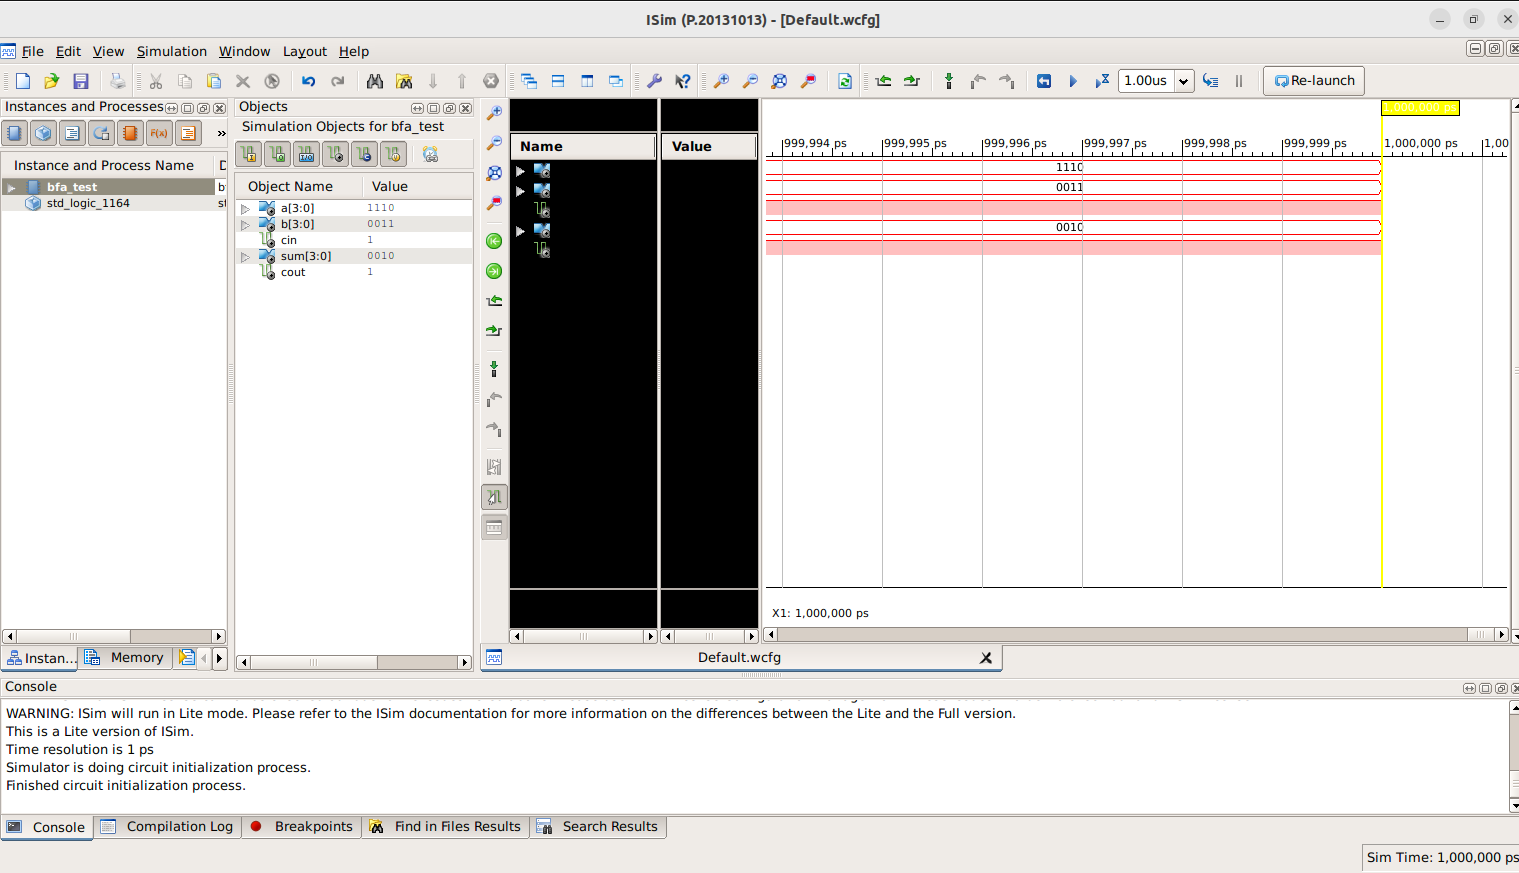 ISim (P.20131013) - [Default.wcfg]
File Edit View Simulation Window Layout Help
1.00us
Re-launch
Instances and Processes
F(x)
»
Instance and Process Name D
bfa_test b
std_logic_1164 st
Instan... Memory
Objects
Simulation Objects for bfa_test
Object Name Value
a[3:0] 1110
b[3:0] 0011
cin 1
sum[3:0] 0010
cout 1
Name Value
1,000,000 ps
999,994 ps 999,995 ps 999,996 ps 999,997 ps 999,998 ps 999,999 ps 1,000,000 ps 1,00
1110
0011
0010
X1: 1,000,000 ps
Default.wcfg
Console
WARNING: ISim will run in Lite mode. Please refer to the ISim documentation for more information on the differences between the Lite and the Full version.
This is a Lite version of ISim.
Time resolution is 1 ps
Simulator is doing circuit initialization process.
Finished circuit initialization process.
Console Compilation Log Breakpoints Find in Files Results Search Results
Sim Time: 1,000,000 ps